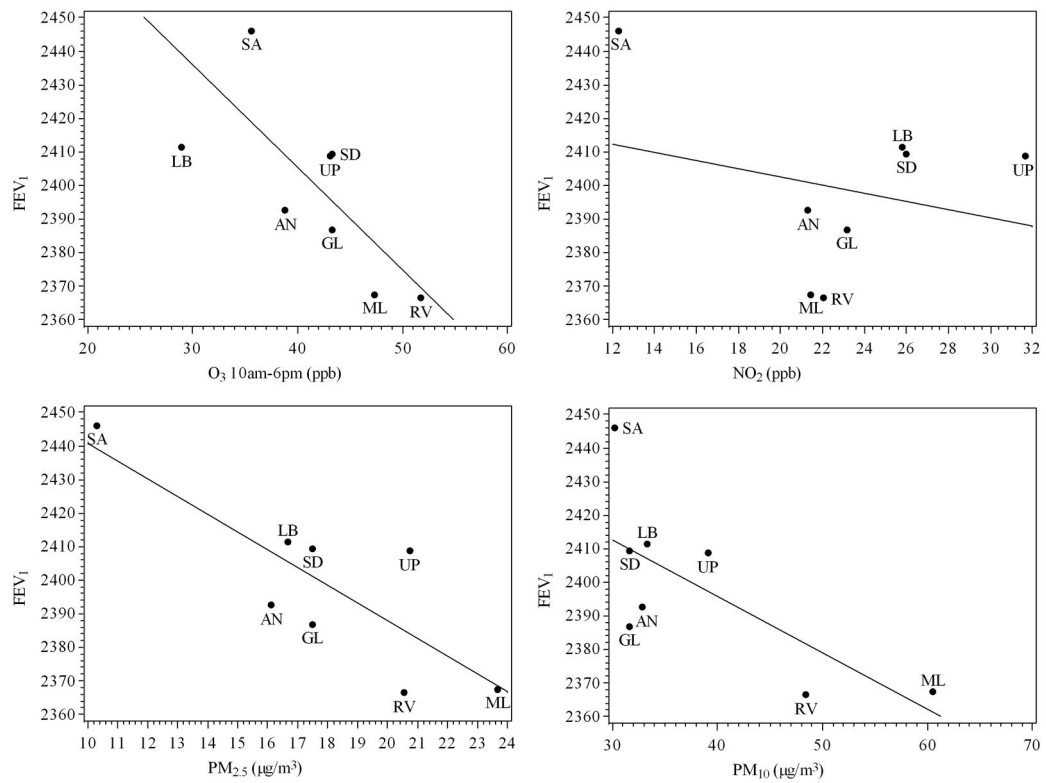 2450
2440
2430
2420
2410
2400
2390
2380
2370
2360
FEV₁
SA
LB
SD
UP
AN
GL
ML
RV
20
30
40
50
60
O₃ 10am-6pm (ppb)
2450
2440
2430
2420
2410
2400
2390
2380
2370
2360
FEV₁
SA
LB
SD
UP
AN
GL
ML
RV
12
14
16
18
20
22
24
26
28
30
32
NO₂ (ppb)
2450
2440
2430
2420
2410
2400
2390
2380
2370
2360
FEV₁
SA
LB
SD
UP
AN
GL
RV
ML
10
11
12
13
14
15
16
17
18
19
20
21
22
23
24
PM₂.₅ (μg/m³)
2450
2440
2430
2420
2410
2400
2390
2380
2370
2360
FEV₁
SA
LB
SD
UP
AN
GL
ML
RV
30
40
50
60
70
PM₁₀ (μg/m³)